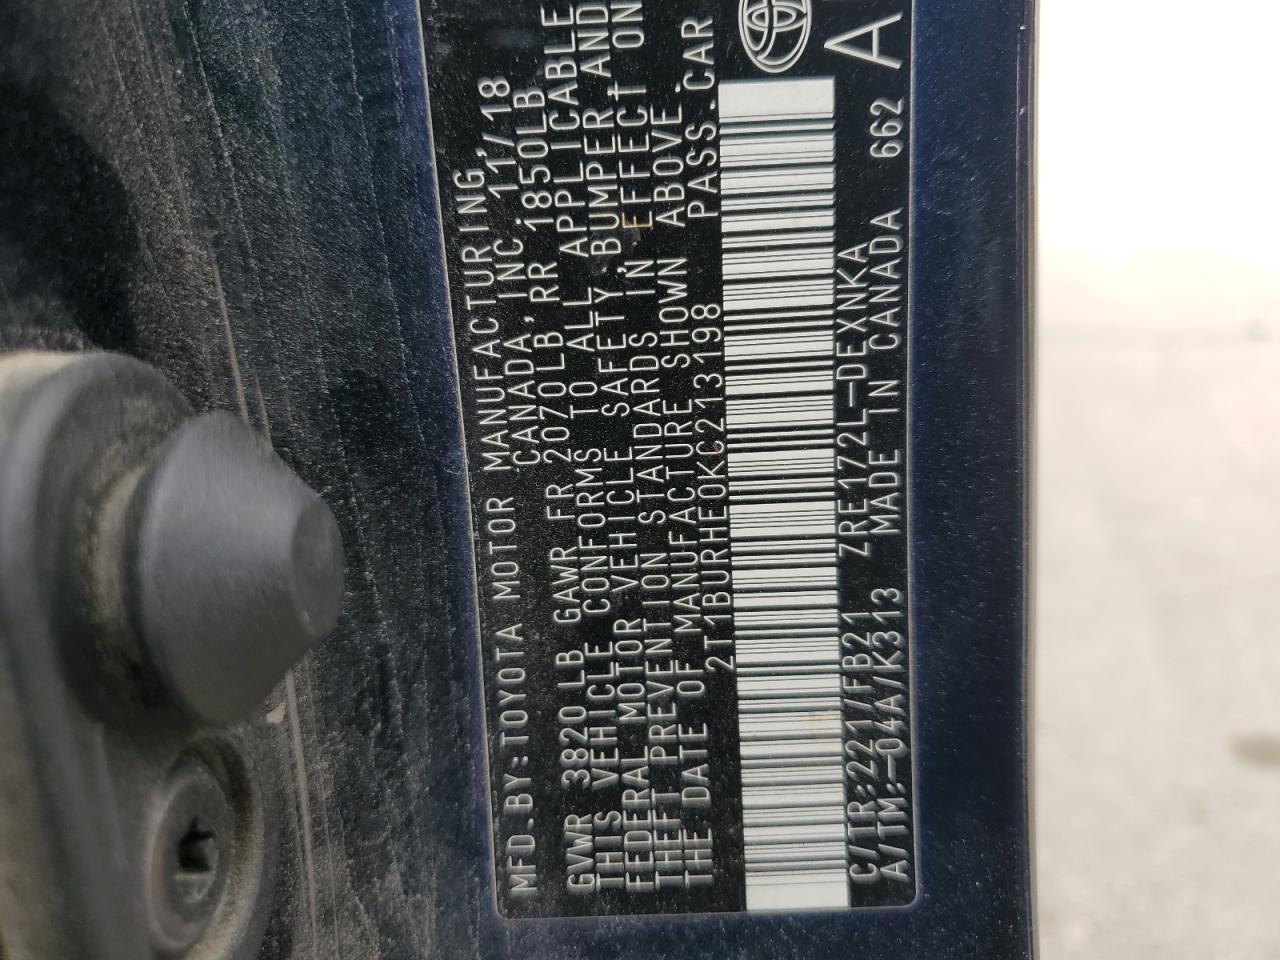 MFD.BY:TOYOTA MOTOR MANUFACTURING,
CANADA,INC. 11/18
GVWR 3820LB GAWR FR 2070LB,RR 1850LB
THIS VEHICLE CONFORMS TO ALL APPLICABLE
FEDERAL MOTOR VEHICLE SAFETY,BUMPER AND
THEFT PREVENTION STANDARDS IN EFFECT ON
THE DATE OF MANUFACTURE SHOWN ABOVE.
2T1BURHE0KC213198 PASS.CAR
C/TR:221/FB21 ZRE172L-DEXNKA
A/TM:-04A/K313 MADE IN CANADA 662
A